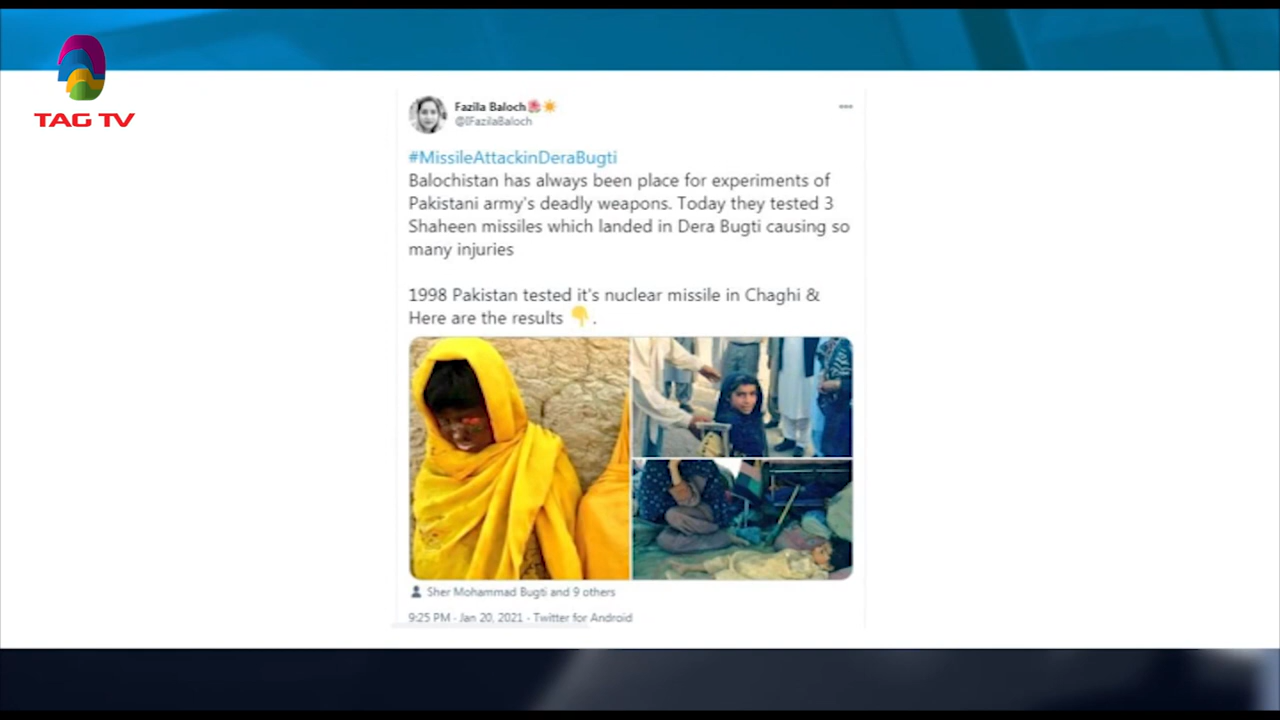 TAG TV
Fazila Baloch🌺☀️
@IFazilaBaloch
#MissileAttackinDeraBugti
Balochistan has always been place for experiments of
Pakistani army's deadly weapons. Today they tested 3
Shaheen missiles which landed in Dera Bugti causing so
many injuries
1998 Pakistan tested it's nuclear missile in Chaghi &
Here are the results 👇.
Sher Mohammad Bugti and 9 others
9:25 PM · Jan 20, 2021 · Twitter for Android